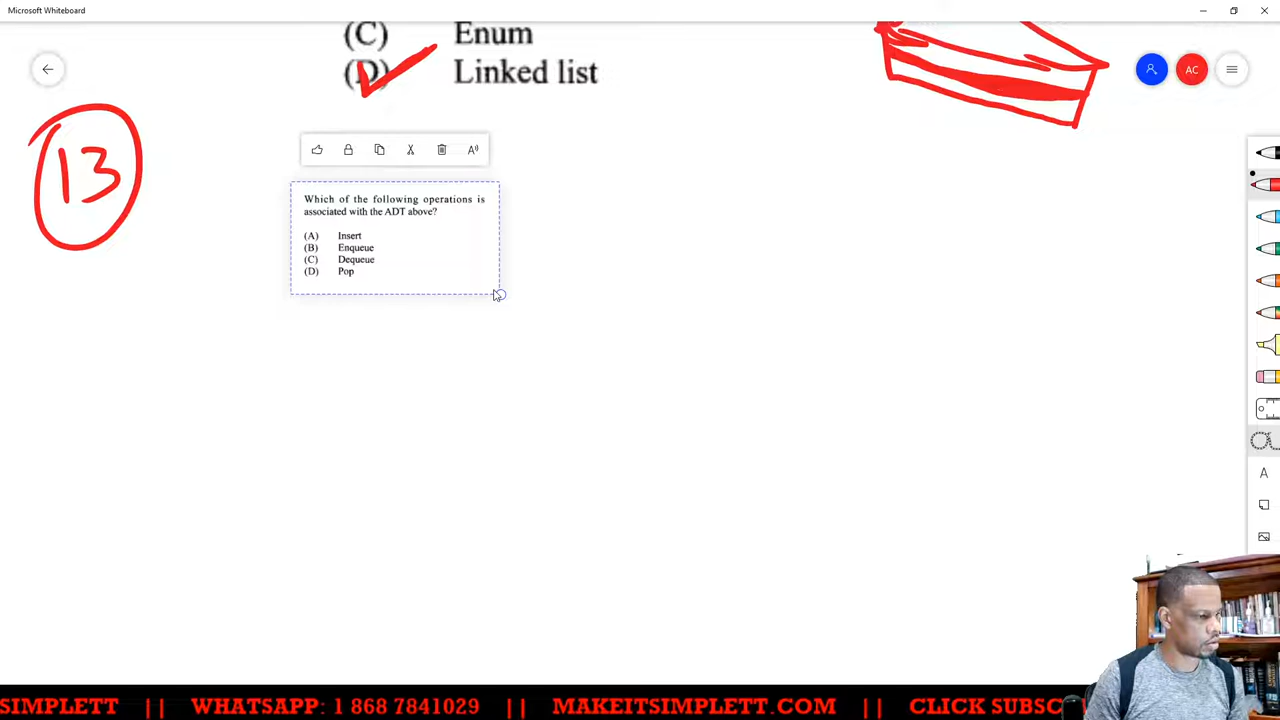 Microsoft Whiteboard
(C) Enum
(D) Linked list
AC
13
Which of the following operations is
associated with the ADT above?
(A) Insert
(B) Enqueue
(C) Dequeue
(D) Pop
A
SIMPLETT || WHATSAPP: 1 868 7841029 || MAKEITSIMPLETT.COM || CLICK SUBSC